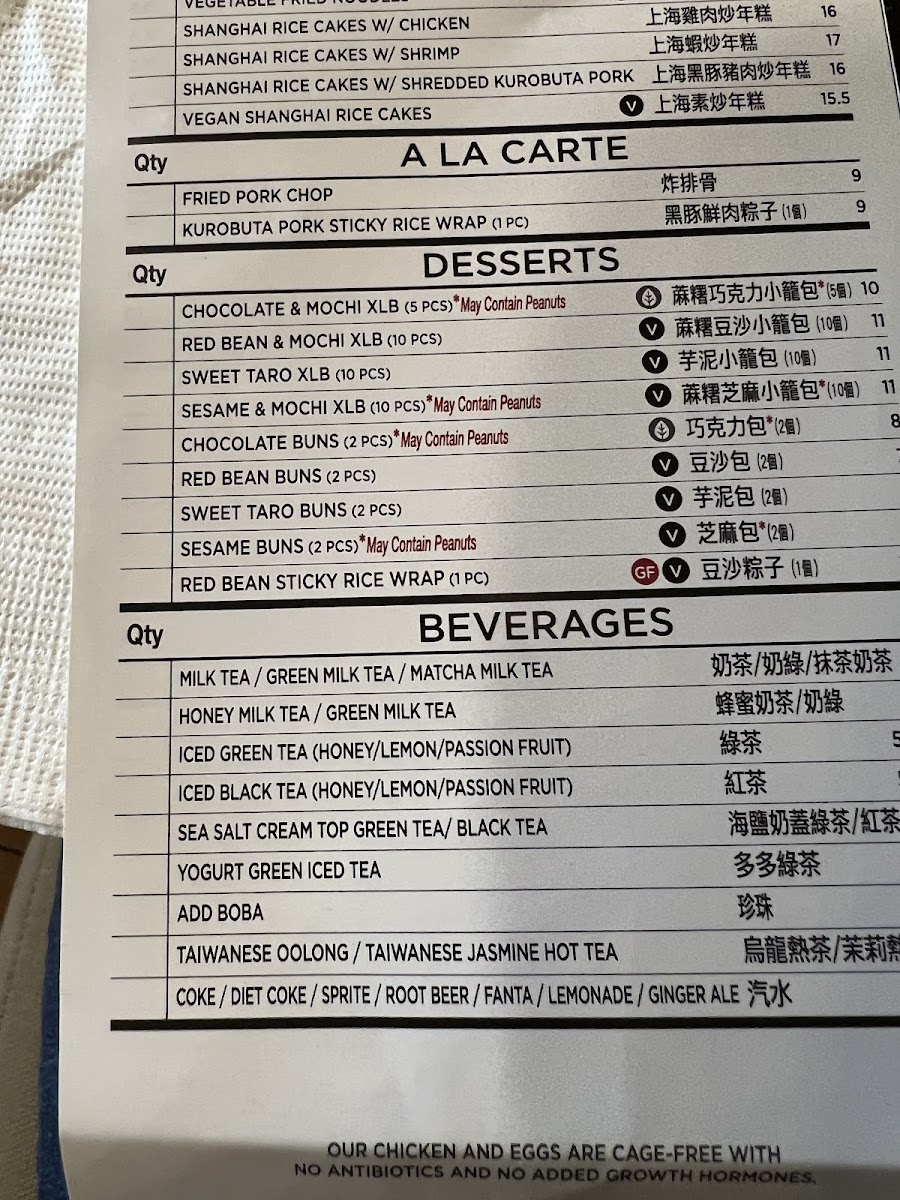 VEGETABLE FRIED NOODLES
SHANGHAI RICE CAKES W/ CHICKEN 上海雞肉炒年糕 16
SHANGHAI RICE CAKES W/ SHRIMP 上海蝦炒年糕 17
SHANGHAI RICE CAKES W/ SHREDDED KUROBUTA PORK 上海黑豚豬肉炒年糕 16
VEGAN SHANGHAI RICE CAKES V 上海素炒年糕 15.5
Qty A LA CARTE
FRIED PORK CHOP 炸排骨 9
KUROBUTA PORK STICKY RICE WRAP (1 PC) 黑豚鮮肉粽子 (1個) 9
Qty DESSERTS
CHOCOLATE & MOCHI XLB (5 PCS)*May Contain Peanuts 蔴糬巧克力小籠包*(5個) 10
RED BEAN & MOCHI XLB (10 PCS) V 蔴糬豆沙小籠包 (10個) 11
SWEET TARO XLB (10 PCS) V 芋泥小籠包 (10個) 11
SESAME & MOCHI XLB (10 PCS)*May Contain Peanuts V 蔴糬芝麻小籠包*(10個) 11
CHOCOLATE BUNS (2 PCS)*May Contain Peanuts 巧克力包*(2個) 8
RED BEAN BUNS (2 PCS) V 豆沙包 (2個)
SWEET TARO BUNS (2 PCS) V 芋泥包 (2個)
SESAME BUNS (2 PCS)*May Contain Peanuts V 芝麻包*(2個)
RED BEAN STICKY RICE WRAP (1 PC) GF V 豆沙粽子 (1個)
Qty BEVERAGES
MILK TEA / GREEN MILK TEA / MATCHA MILK TEA 奶茶/奶綠/抹茶奶茶
HONEY MILK TEA / GREEN MILK TEA 蜂蜜奶茶/奶綠
ICED GREEN TEA (HONEY/LEMON/PASSION FRUIT) 綠茶 5
ICED BLACK TEA (HONEY/LEMON/PASSION FRUIT) 紅茶
SEA SALT CREAM TOP GREEN TEA/ BLACK TEA 海鹽奶蓋綠茶/紅茶
YOGURT GREEN ICED TEA 多多綠茶
ADD BOBA 珍珠
TAIWANESE OOLONG / TAIWANESE JASMINE HOT TEA 烏龍熱茶/茉莉熱
COKE / DIET COKE / SPRITE / ROOT BEER / FANTA / LEMONADE / GINGER ALE 汽水
OUR CHICKEN AND EGGS ARE CAGE-FREE WITH
NO ANTIBIOTICS AND NO ADDED GROWTH HORMONES.